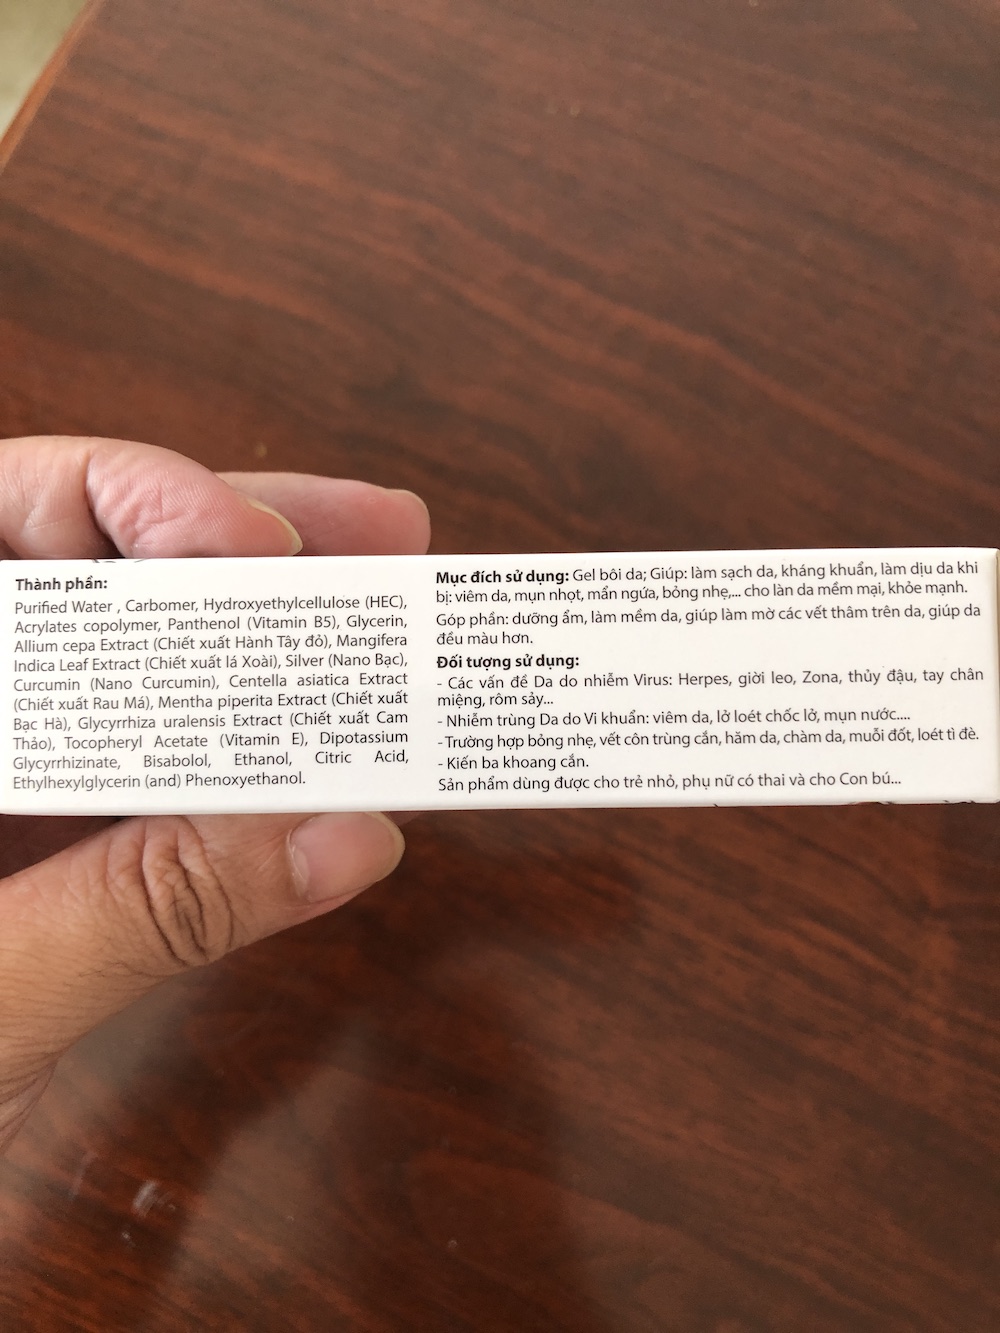 Thành phần:
Purified Water , Carbomer, Hydroxyethylcellulose (HEC),
Acrylates copolymer, Panthenol (Vitamin B5), Glycerin,
Allium cepa Extract (Chiết xuất Hành Tây đỏ), Mangifera
Indica Leaf Extract (Chiết xuất lá Xoài), Silver (Nano Bạc),
Curcumin (Nano Curcumin), Centella asiatica Extract
(Chiết xuất Rau Má), Mentha piperita Extract (Chiết xuất
Bạc Hà), Glycyrrhiza uralensis Extract (Chiết xuất Cam
Thảo), Tocopheryl Acetate (Vitamin E), Dipotassium
Glycyrrhizinate, Bisabolol, Ethanol, Citric Acid,
Ethylhexylglycerin (and) Phenoxyethanol.
Mục đích sử dụng: Gel bôi da; Giúp: làm sạch da, kháng khuẩn, làm dịu da khi
bị: viêm da, mụn nhọt, mẩn ngứa, bỏng nhẹ,... cho làn da mềm mại, khỏe mạnh.
Góp phần: dưỡng ẩm, làm mềm da, giúp làm mờ các vết thâm trên da, giúp da
đều màu hơn.
Đối tượng sử dụng:
- Các vấn đề Da do nhiễm Virus: Herpes, giời leo, Zona, thủy đậu, tay chân
miệng, rôm sảy...
- Nhiễm trùng Da do Vi khuẩn: viêm da, lở loét chốc lở, mụn nước....
- Trường hợp bỏng nhẹ, vết côn trùng cắn, hăm da, chàm da, muỗi đốt, loét tì đè.
- Kiến ba khoang cắn.
Sản phẩm dùng được cho trẻ nhỏ, phụ nữ có thai và cho Con bú...